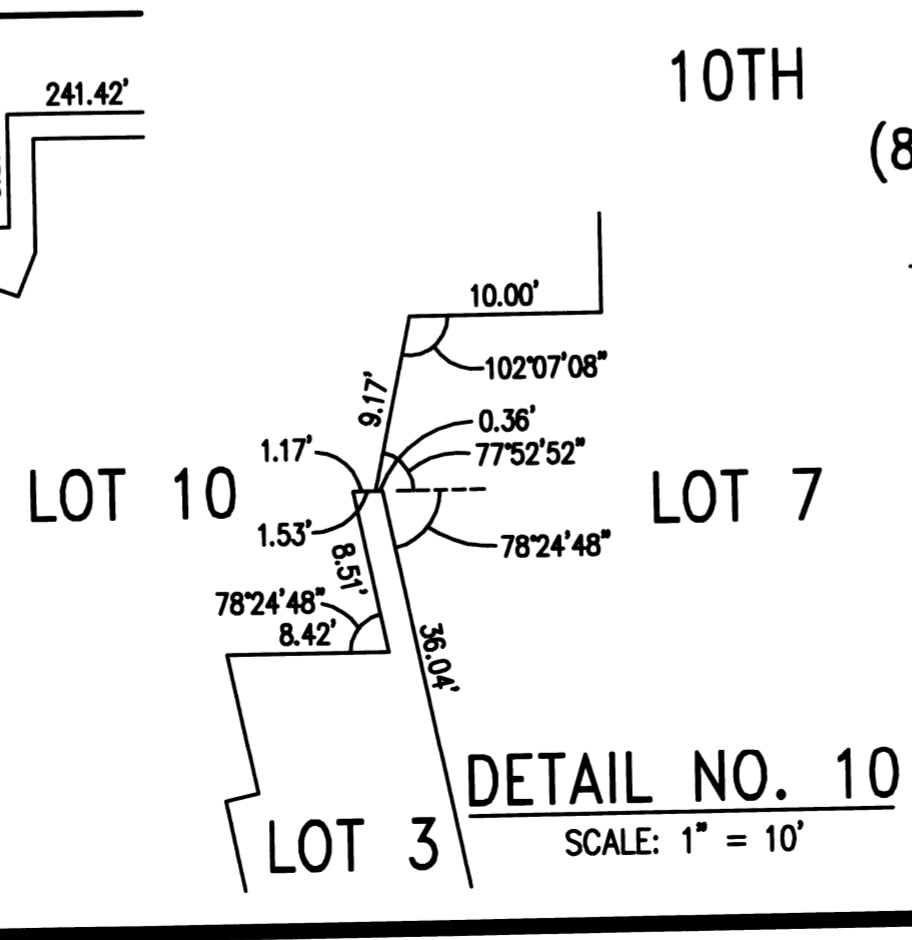 241.42'
10TH
(8
10.00'
102°07'08"
9.17'
0.36'
1.17'
77°52'52"
LOT 10
LOT 7
1.53'
78°24'48"
8.51'
78°24'48"
8.42'
36.04'
DETAIL NO. 10
SCALE: 1" = 10'
LOT 3